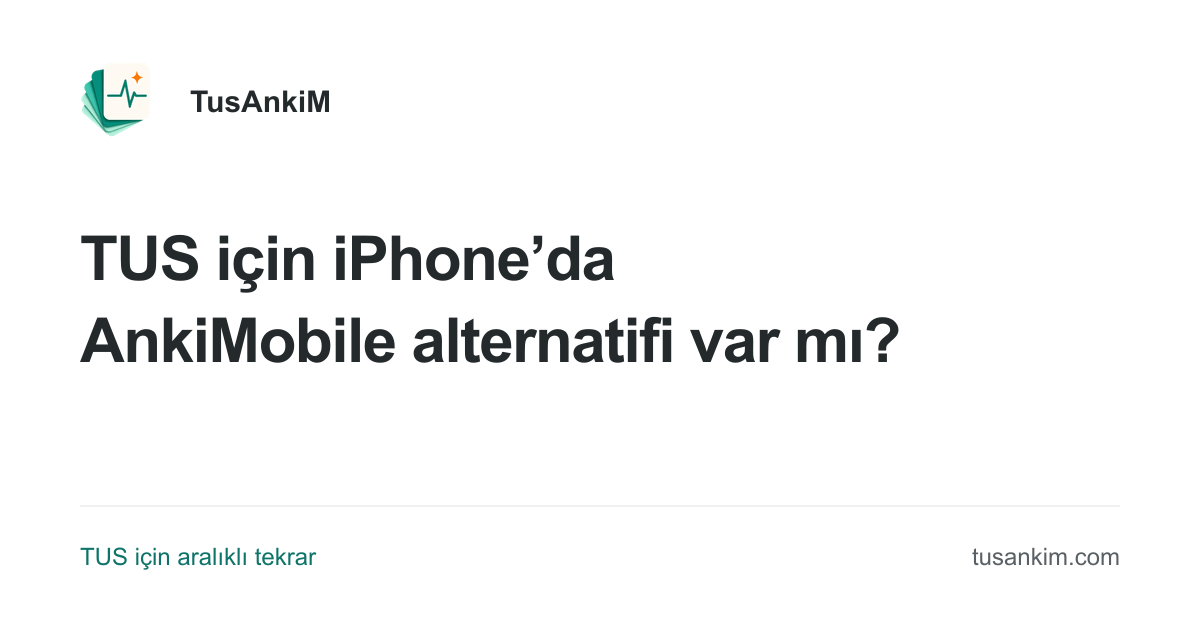 TusAnkiM
TUS için iPhone’da
AnkiMobile alternatifi var mı?
TUS için aralıklı tekrar
tusankim.com